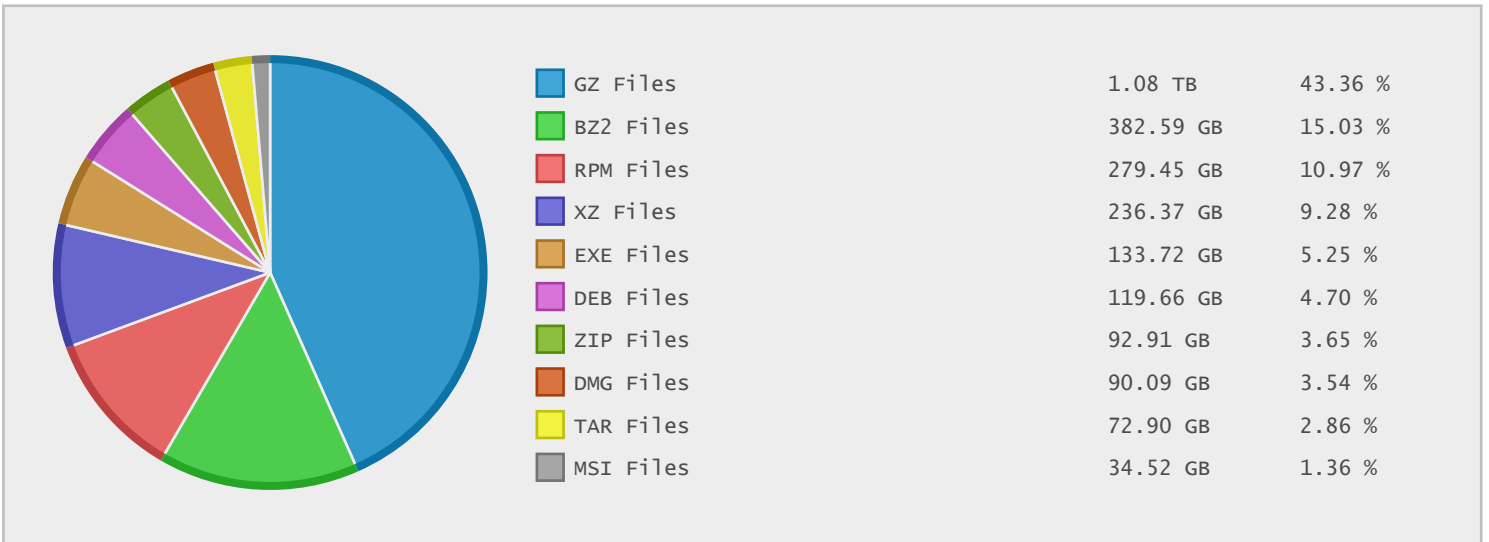 GZ Files 1.08 TB 43.36 %
BZ2 Files 382.59 GB 15.03 %
RPM Files 279.45 GB 10.97 %
XZ Files 236.37 GB 9.28 %
EXE Files 133.72 GB 5.25 %
DEB Files 119.66 GB 4.70 %
ZIP Files 92.91 GB 3.65 %
DMG Files 90.09 GB 3.54 %
TAR Files 72.90 GB 2.86 %
MSI Files 34.52 GB 1.36 %